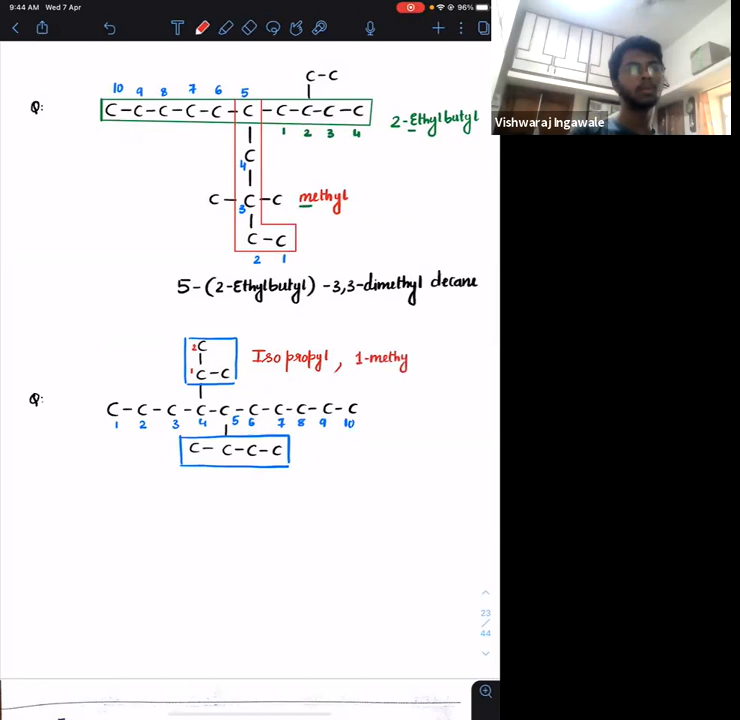 9:44 AM Wed 7 Apr
96%
C-C
10 9 8 7 6 5
Q: C-C-C-C-C-C-C-C-C-C
1 2 3 4
2-Ethylbutyl
Vishwaraj Ingawale
C
4
C-C-C methyl
3
C-C
2 1
5-(2-Ethylbutyl)-3,3-dimethyl decane
2C
1C-C
Isopropyl, 1-methy
Q: C-C-C-C-C-C-C-C-C-C
1 2 3 4 5 6 7 8 9 10
C-C-C-C
23
/
44